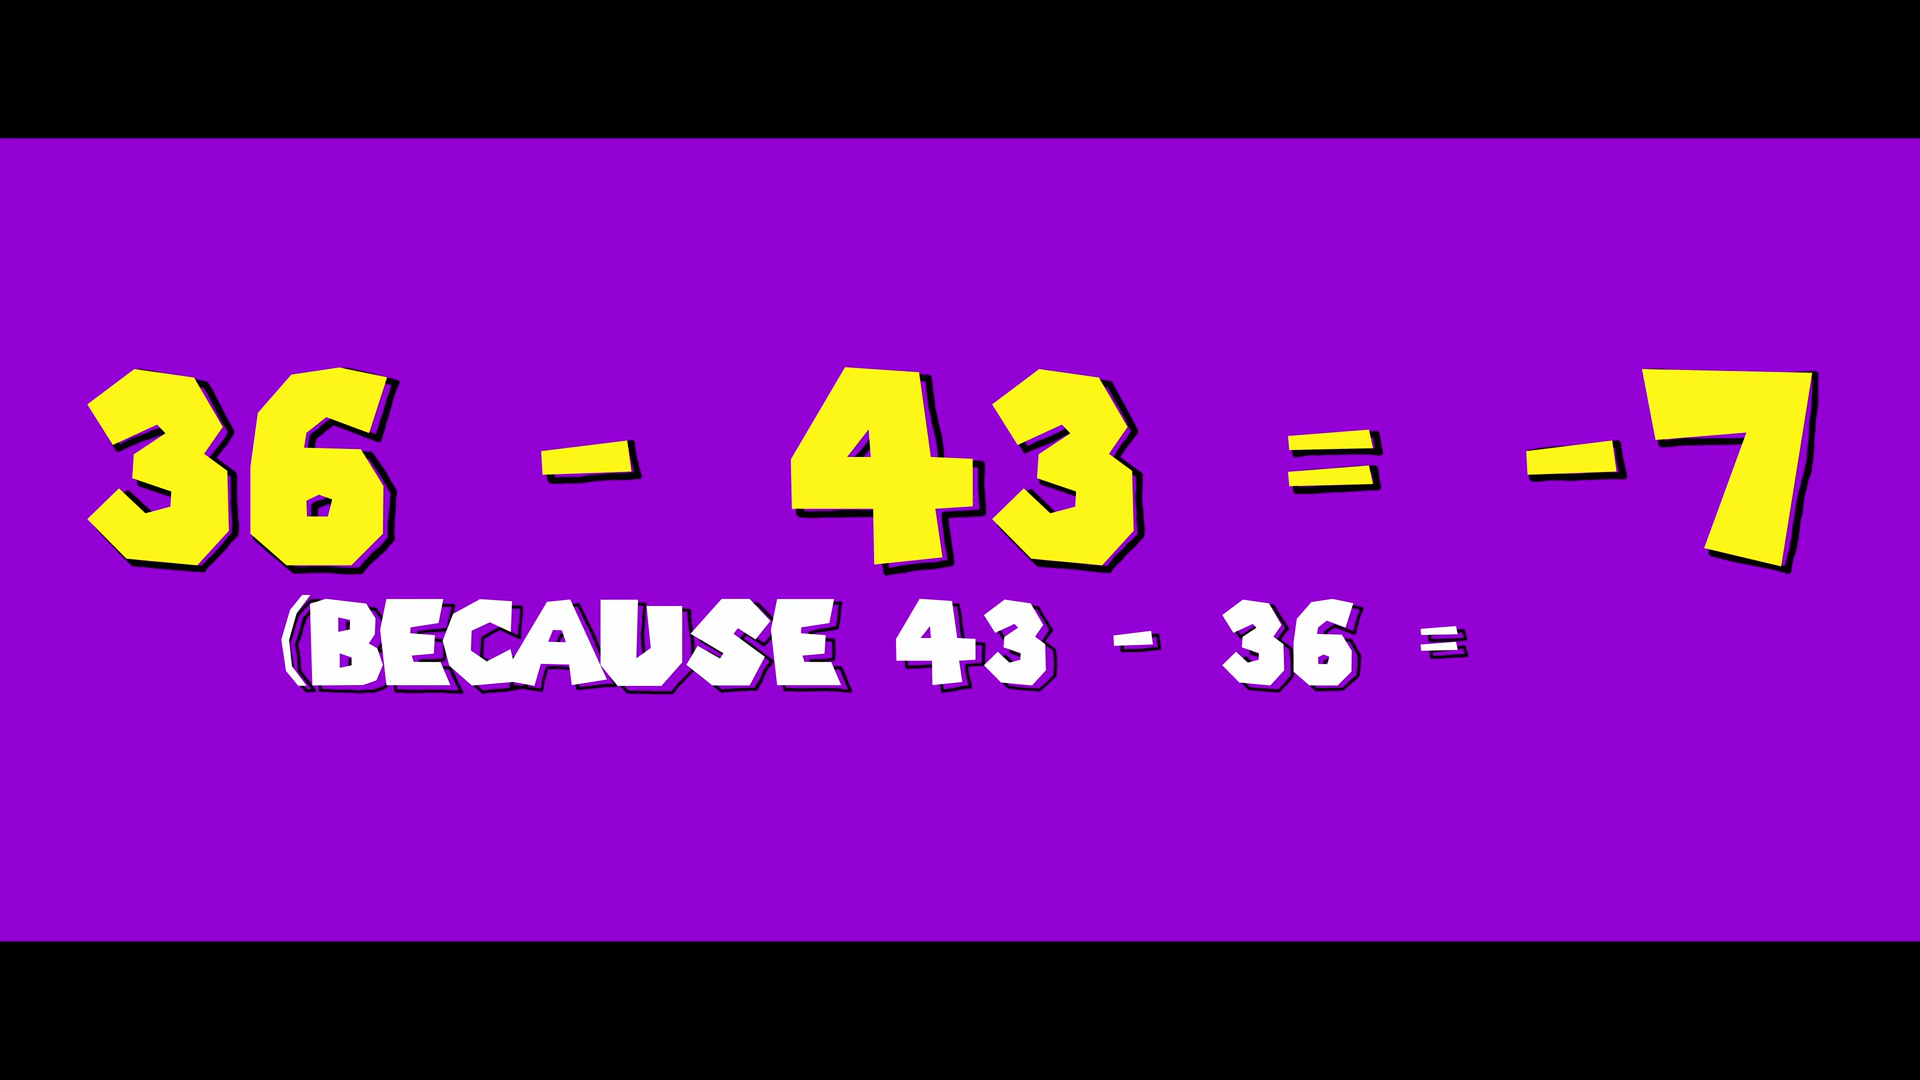 36 - 43 = -7
(BECAUSE 43 - 36 =